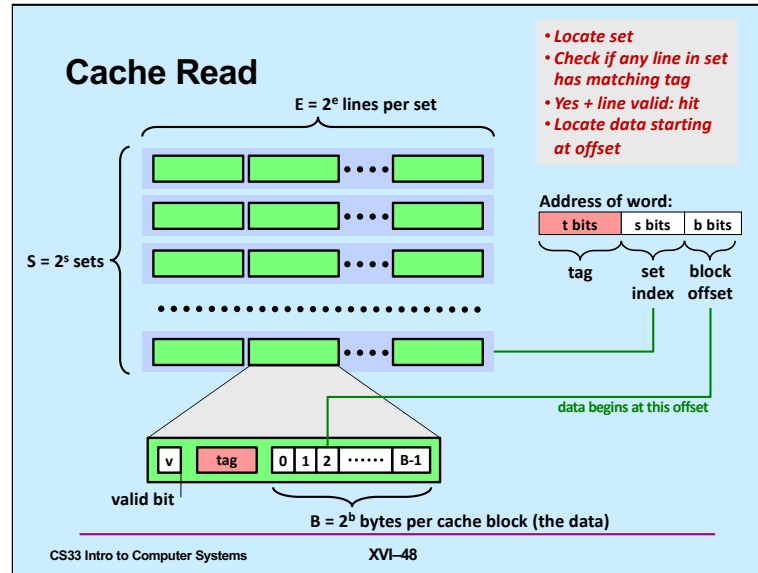 Cache Read
• Locate set
• Check if any line in set
has matching tag
• Yes + line valid: hit
• Locate data starting
at offset
E = 2ᵉ lines per set
S = 2ˢ sets
Address of word:
t bits s bits b bits
tag set index block offset
data begins at this offset
v tag 0 1 2 B-1
valid bit
B = 2ᵇ bytes per cache block (the data)
CS33 Intro to Computer Systems XVI–48